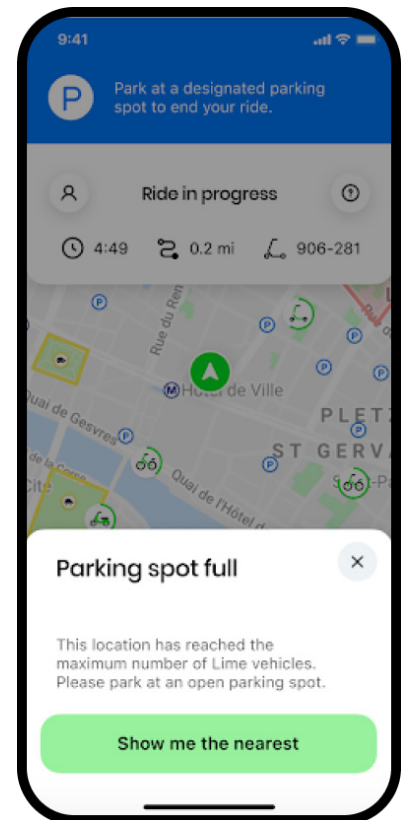 9:41
P
Park at a designated parking
spot to end your ride.
Ride in progress
4:49
0.2 mi
906-281
Rue du Ren
M
de Ville
Quai de Gesvres
PLETZ
ST GERV
Quai de l'Hôtel d
Parking spot full
This location has reached the
maximum number of Lime vehicles.
Please park at an open parking spot.
Show me the nearest